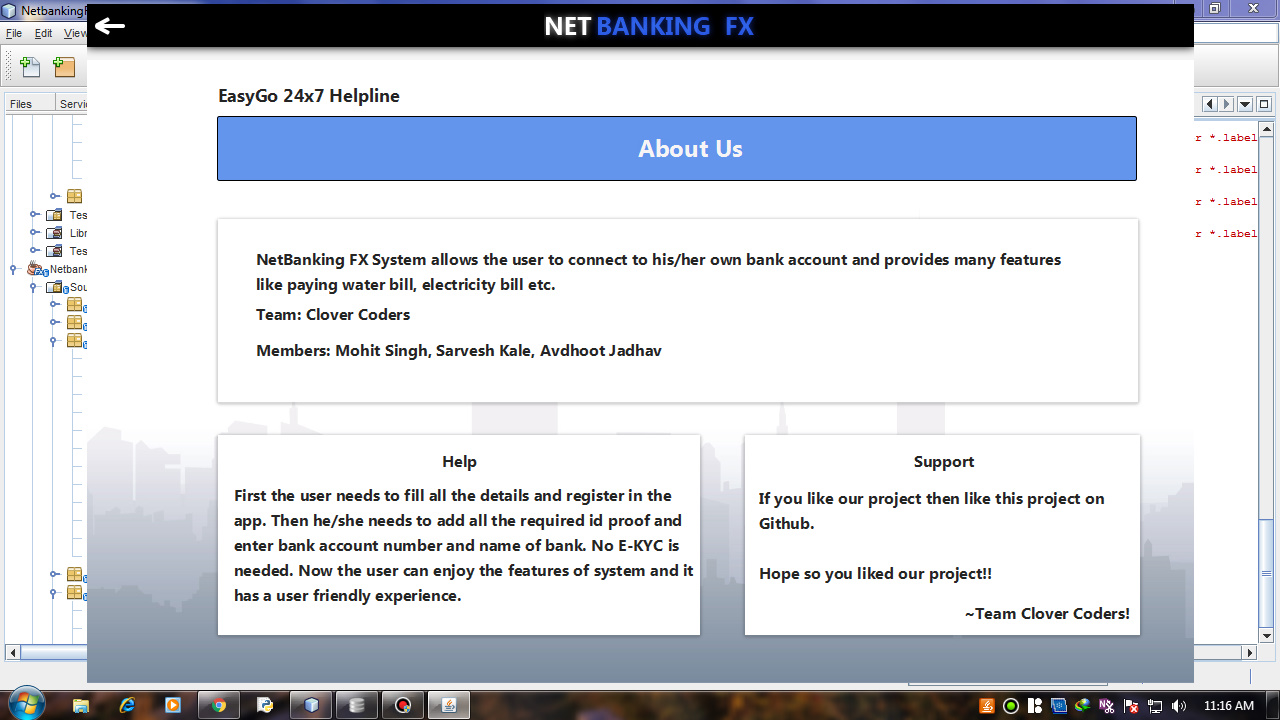 NetbankingF
NET BANKING FX
File Edit View
EasyGo 24x7 Helpline
Files
About Us
r *.label
r *.label
r *.label
r *.label
NetBanking FX System allows the user to connect to his/her own bank account and provides many features
like paying water bill, electricity bill etc.
Team: Clover Coders
Members: Mohit Singh, Sarvesh Kale, Avdhoot Jadhav
Help
First the user needs to fill all the details and register in the
app. Then he/she needs to add all the required id proof and
enter bank account number and name of bank. No E-KYC is
needed. Now the user can enjoy the features of system and it
has a user friendly experience.
Support
If you like our project then like this project on
Github.
Hope so you liked our project!!
~Team Clover Coders!
11:16 AM